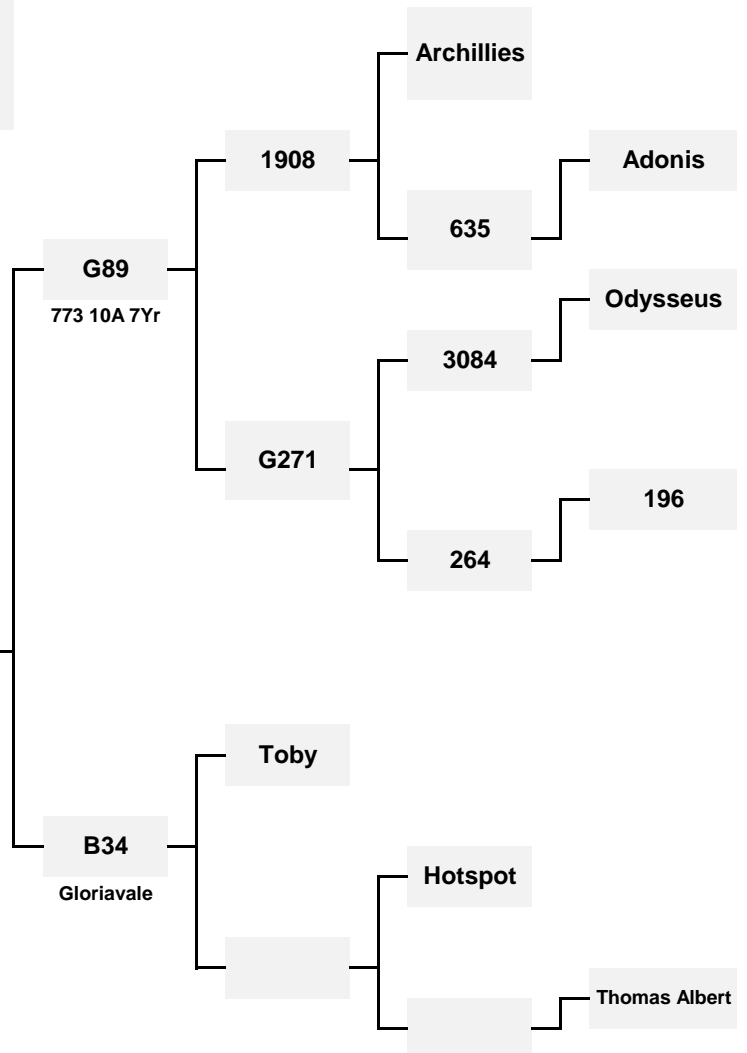 Archillies
1908
Adonis
635
G89
773 10A 7Yr
Odysseus
3084
G271
196
264
Toby
B34
Gloriavale
Hotspot
Thomas Albert